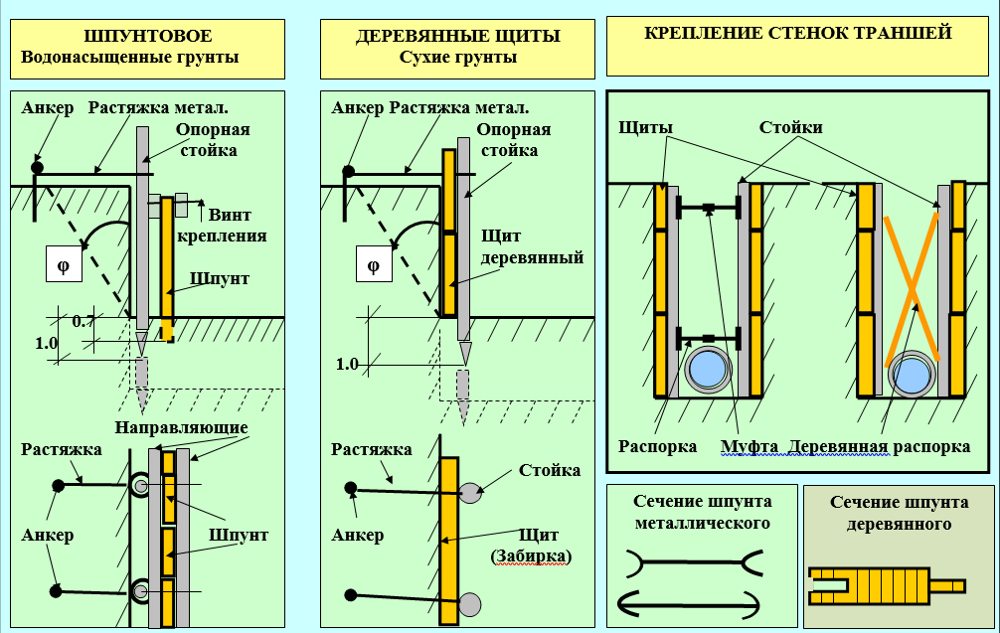 ШПУНТОВОЕ
Водонасыщенные грунты
Анкер Растяжка метал.
Опорная
стойка
Винт
крепления
φ
Шпунт
0.7
1.0
Направляющие
Растяжка
Анкер
Шпунт
ДЕРЕВЯННЫЕ ЩИТЫ
Сухие грунты
Анкер Растяжка метал.
Опорная
стойка
Щит
деревянный
φ
1.0
Растяжка
Стойка
Анкер
Щит
(Забирка)
КРЕПЛЕНИЕ СТЕНОК ТРАНШЕЙ
Щиты
Стойки
Распорка Муфта Деревянная распорка
Сечение шпунта
металлического
Сечение шпунта
деревянного